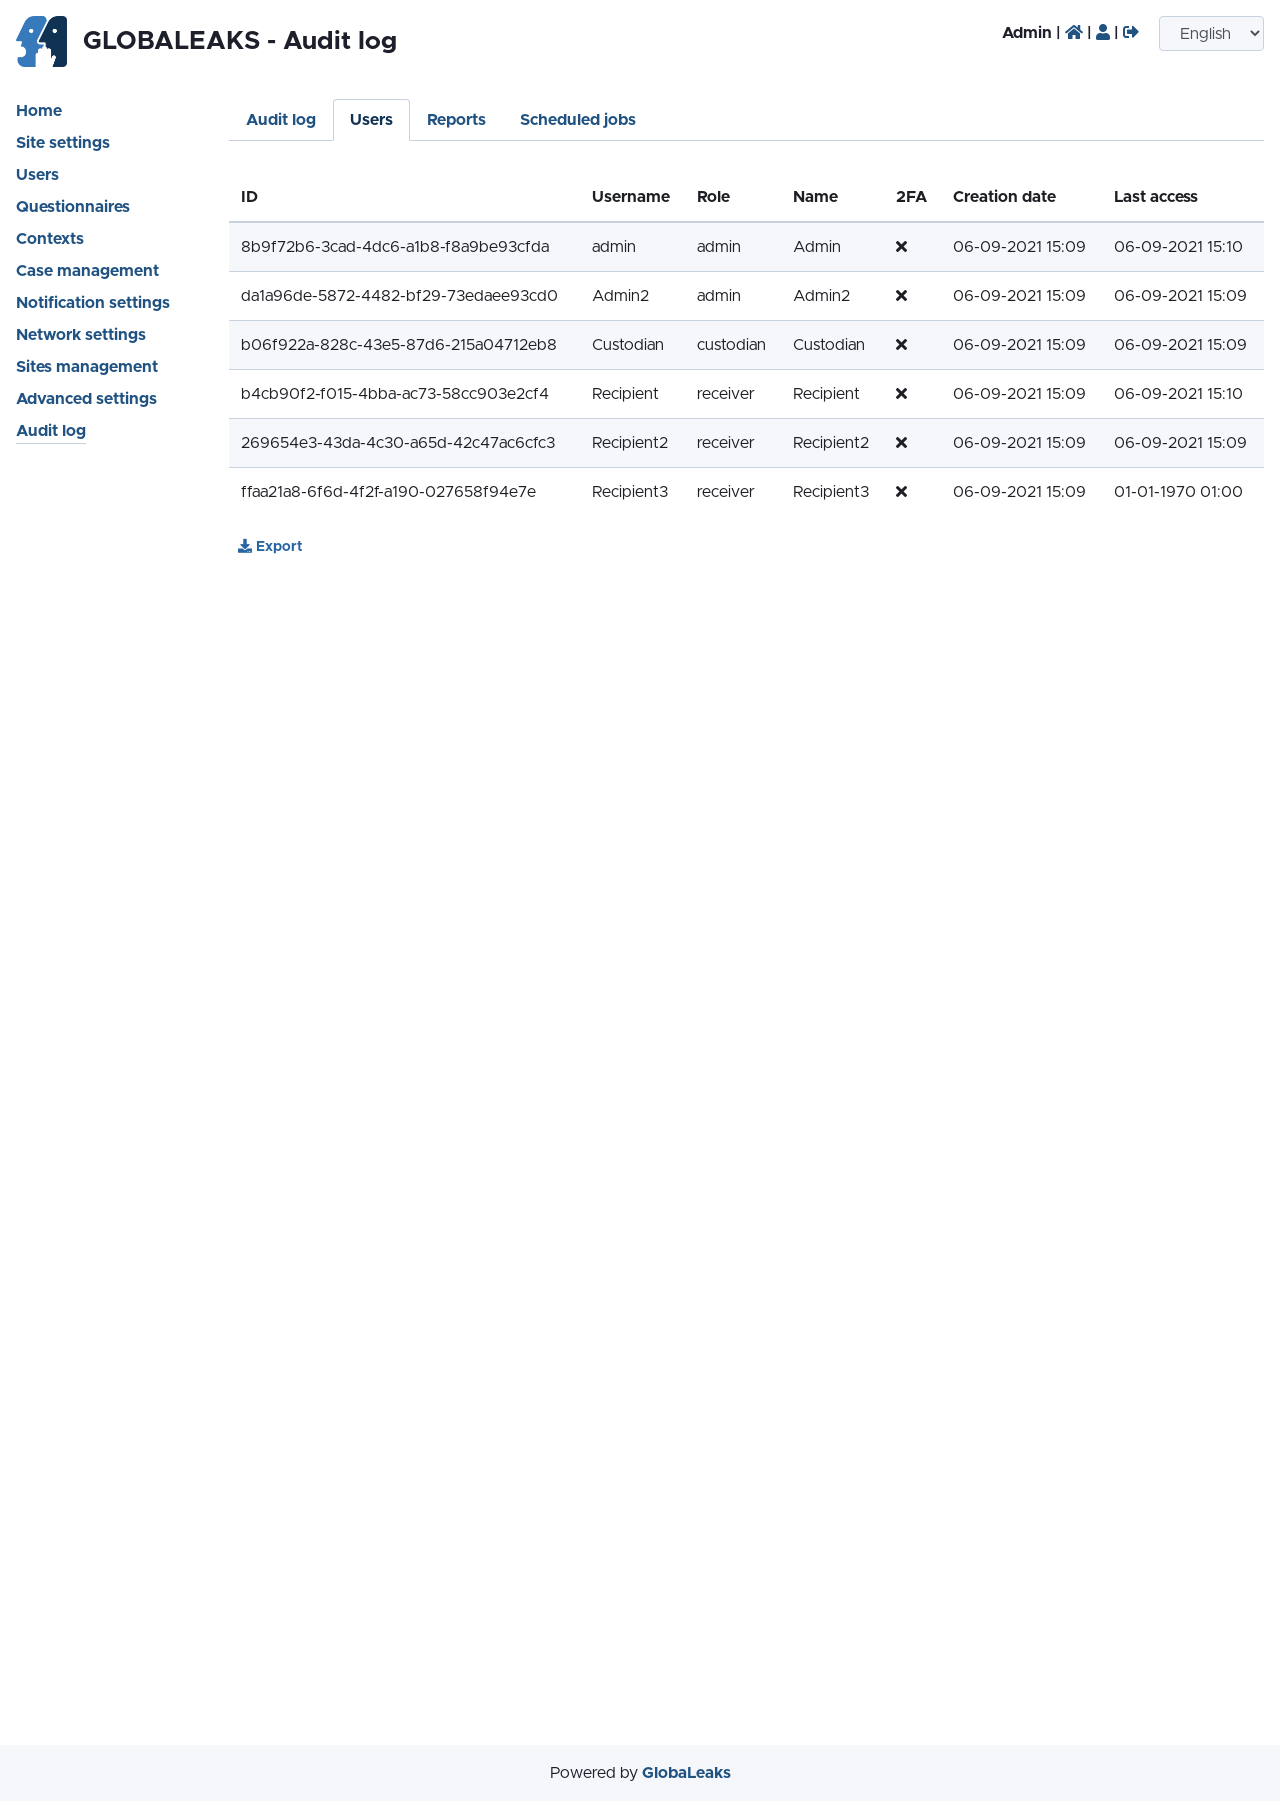 GLOBALEAKS - Audit log
Admin | | |
English
Home
Site settings
Users
Questionnaires
Contexts
Case management
Notification settings
Network settings
Sites management
Advanced settings
Audit log
Audit log Users Reports Scheduled jobs
ID Username Role Name 2FA Creation date Last access
8b9f72b6-3cad-4dc6-a1b8-f8a9be93cfda admin admin Admin 06-09-2021 15:09 06-09-2021 15:10
da1a96de-5872-4482-bf29-73edaee93cd0 Admin2 admin Admin2 06-09-2021 15:09 06-09-2021 15:09
b06f922a-828c-43e5-87d6-215a04712eb8 Custodian custodian Custodian 06-09-2021 15:09 06-09-2021 15:09
b4cb90f2-f015-4bba-ac73-58cc903e2cf4 Recipient receiver Recipient 06-09-2021 15:09 06-09-2021 15:10
269654e3-43da-4c30-a65d-42c47ac6cfc3 Recipient2 receiver Recipient2 06-09-2021 15:09 06-09-2021 15:09
ffaa21a8-6f6d-4f2f-a190-027658f94e7e Recipient3 receiver Recipient3 06-09-2021 15:09 01-01-1970 01:00
Export
Powered by GlobaLeaks